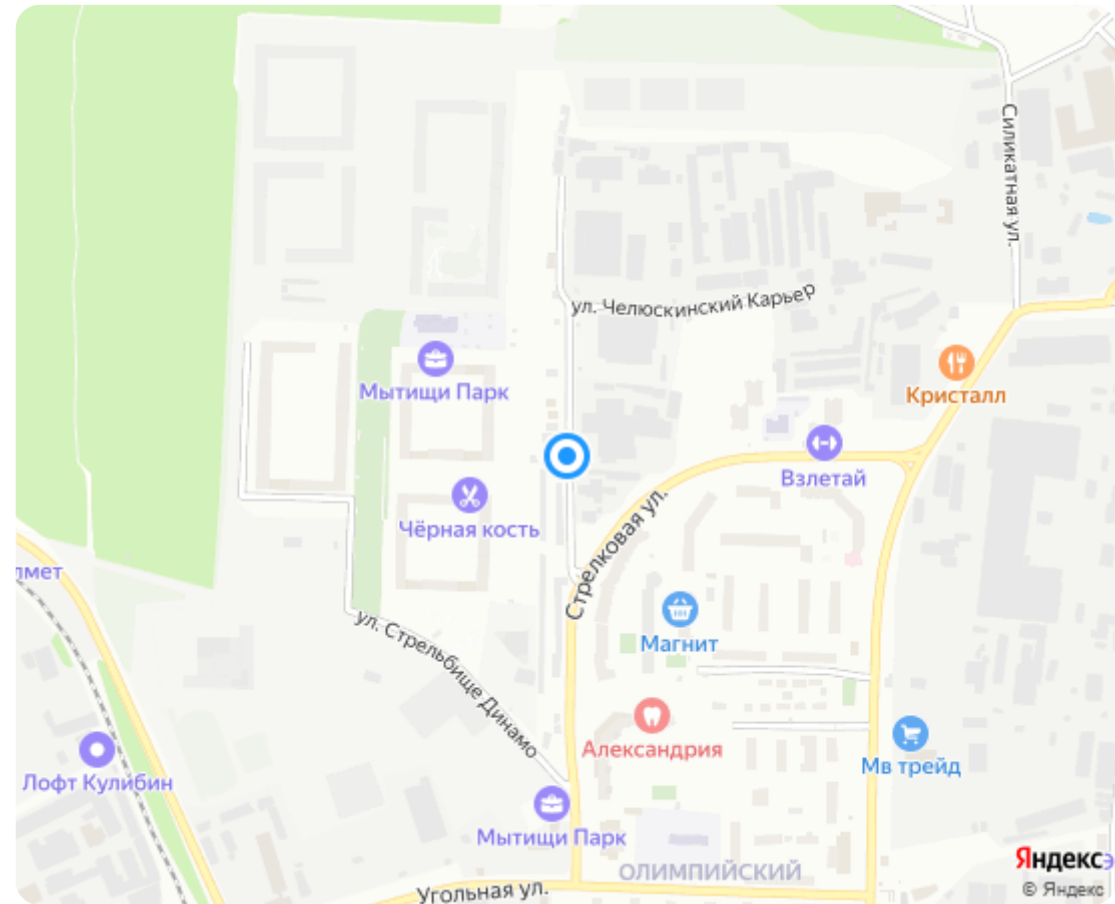 Силикатная ул.
ул. Челюскинский Карьер
Мытищи Парк
Кристалл
Взлетай
Чёрная кость
Стрелковая ул.
лмет
ул. Стрельбище Динамо
Магнит
Александрия
Мв трейд
Лофт Кулибин
Мытищи Парк
ОЛИМПИЙСКИЙ
Угольная ул.
Яндекс
© Яндекс